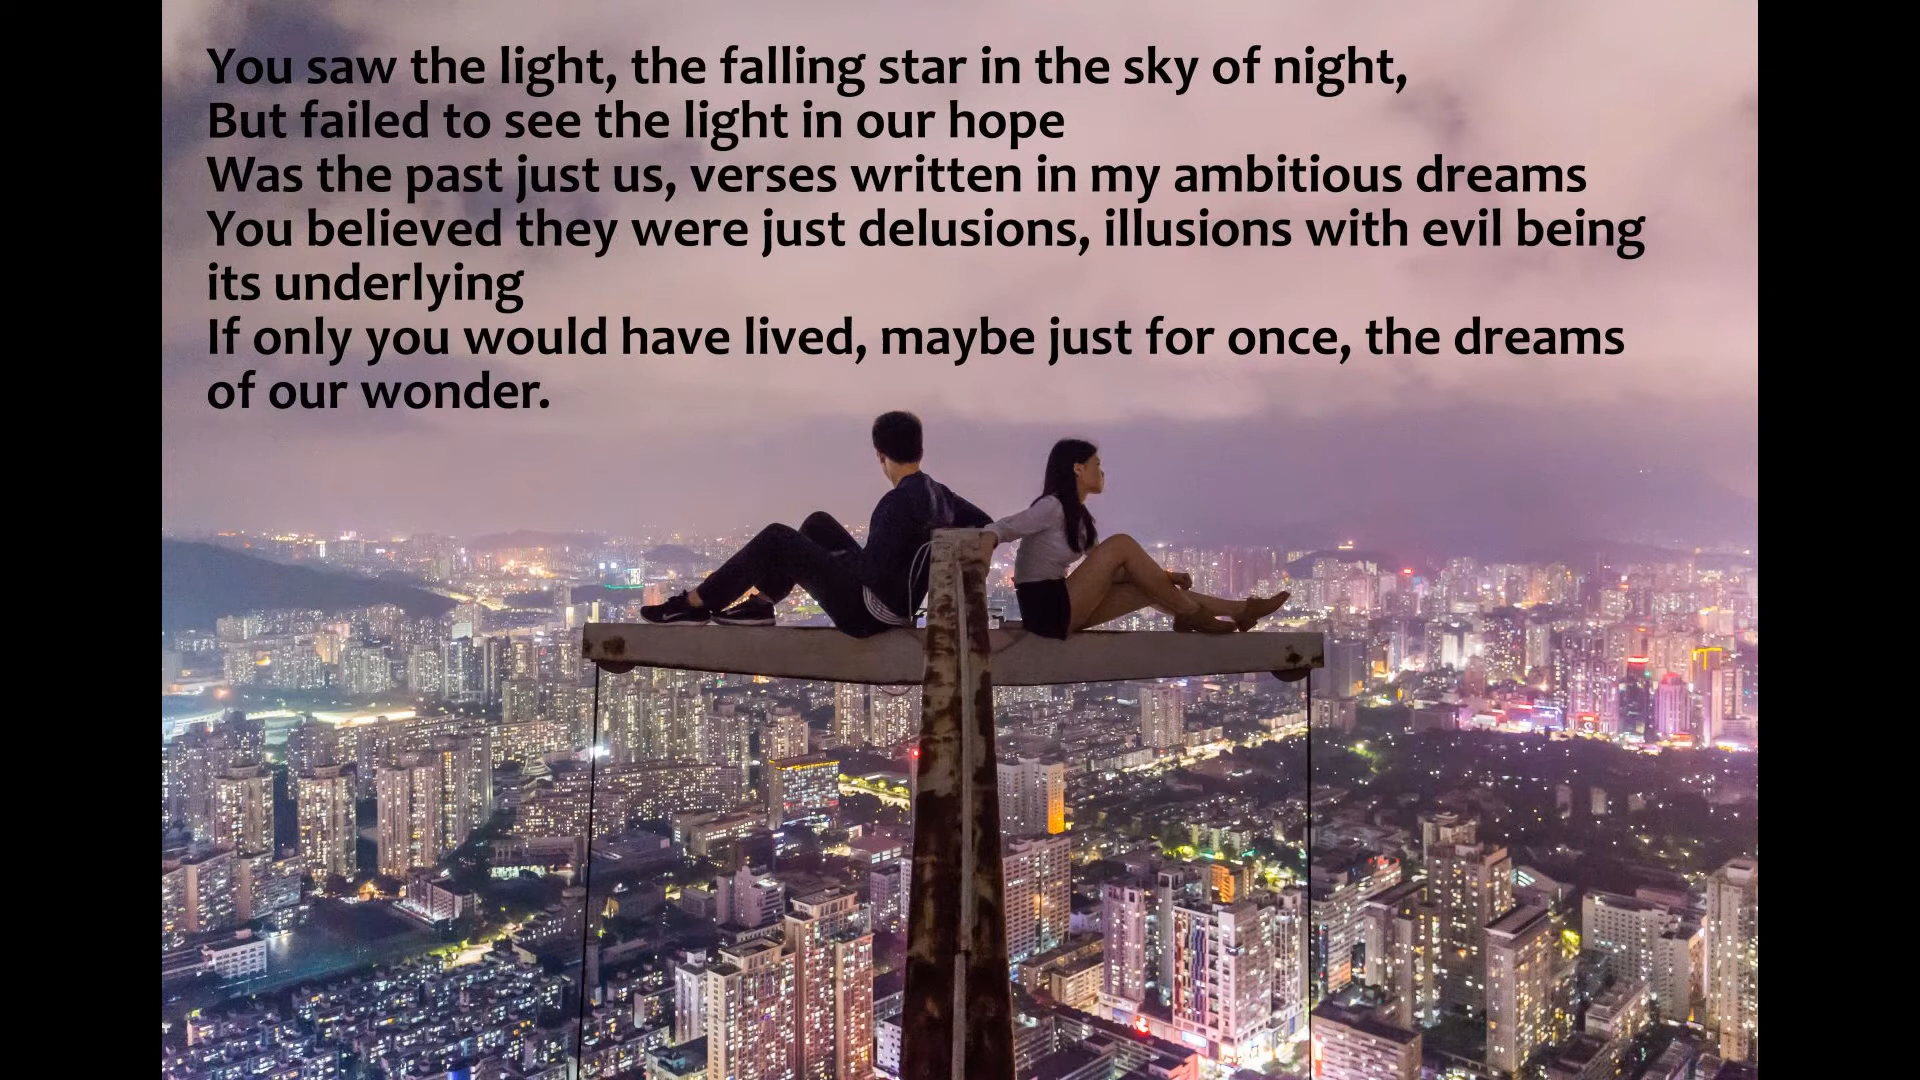 You saw the light, the falling star in the sky of night,
But failed to see the light in our hope
Was the past just us, verses written in my ambitious dreams
You believed they were just delusions, illusions with evil being
its underlying
If only you would have lived, maybe just for once, the dreams
of our wonder.